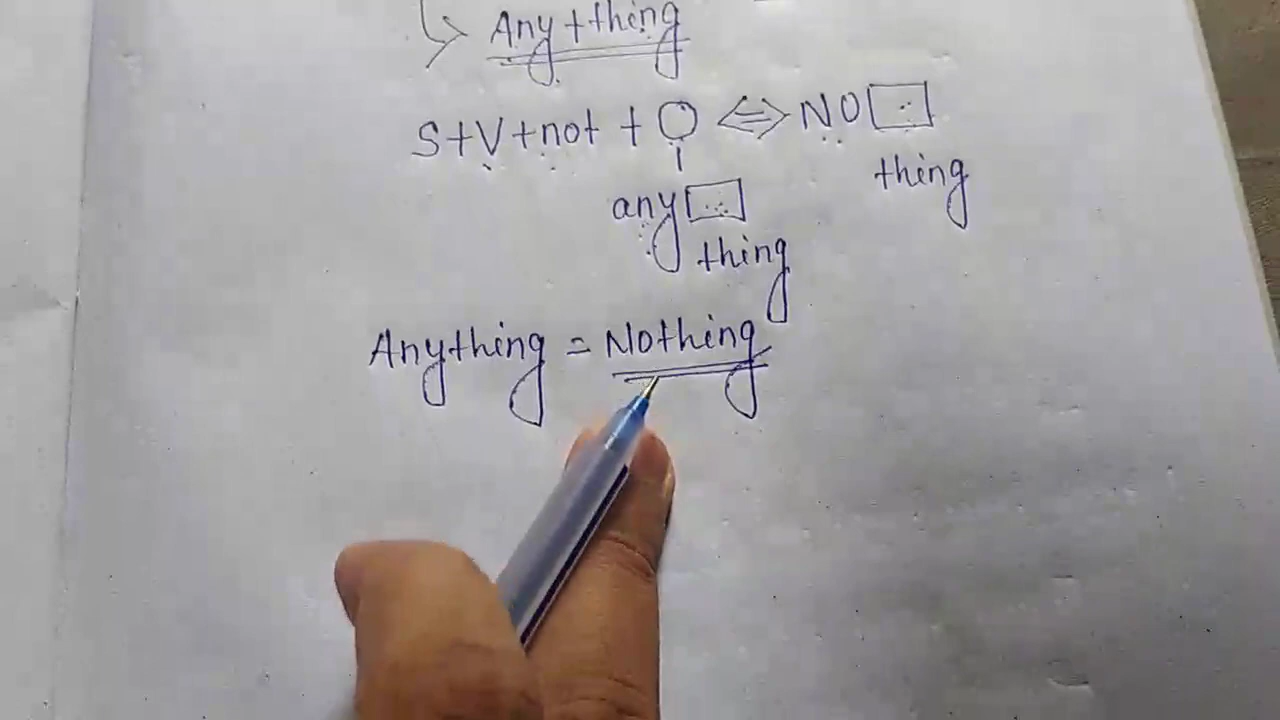 Any+thing
S+V+not + O ⇔ NO
thing
any
thing
Anything = Nothing